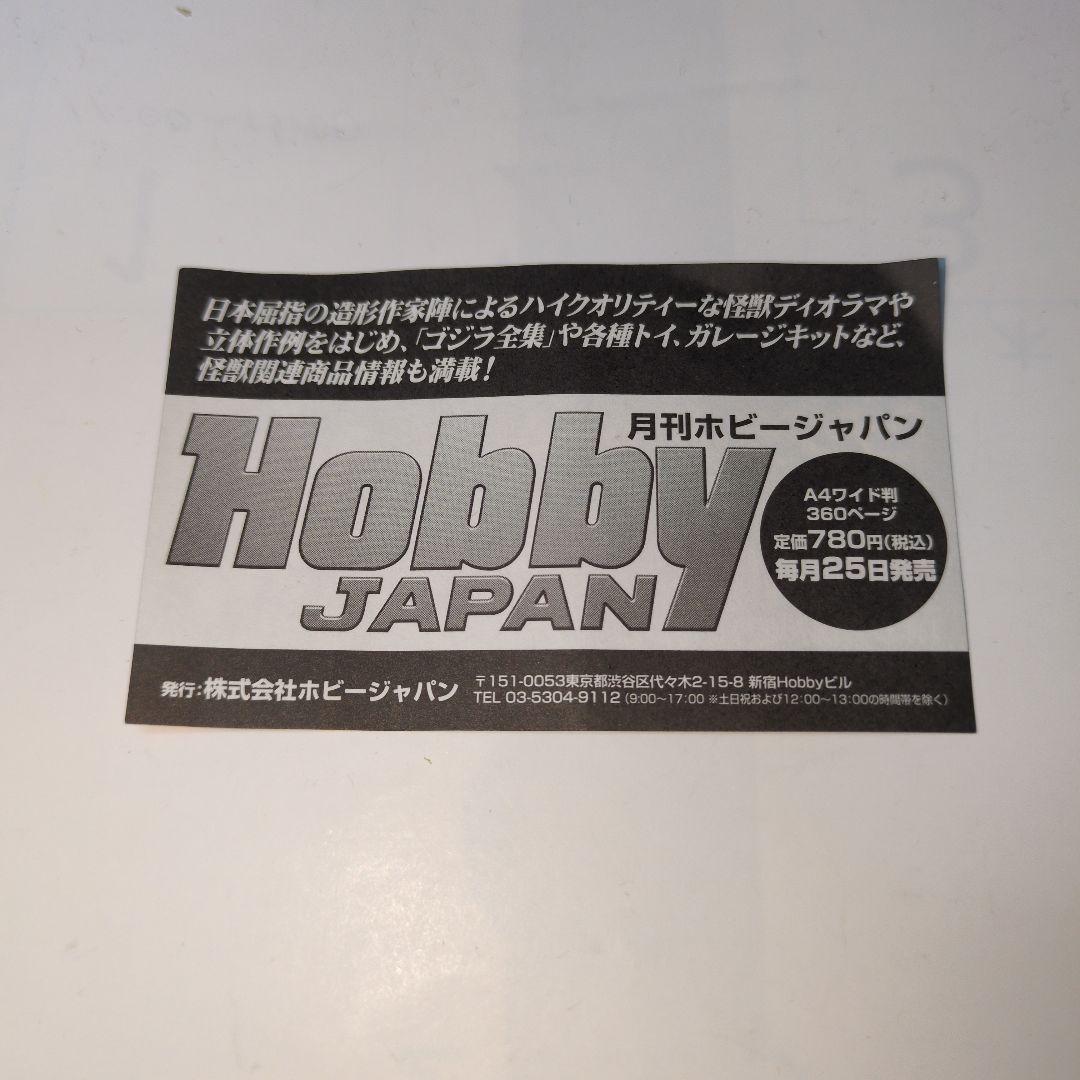 日本屈指の造形作家陣によるハイクオリティーな怪獣ディオラマや
立体作例をはじめ、「ゴジラ全集」や各種トイ、ガレージキットなど、
怪獣関連商品情報も満載！
月刊ホビージャパン
Hobby
JAPAN
A4ワイド判
360ページ
定価780円(税込)
毎月25日発売
発行：株式会社ホビージャパン
〒151-0053東京都渋谷区代々木2-15-8 新宿Hobbyビル
TEL 03-5304-9112 (9:00〜17:00 ※土日祝および12:00〜13:00の時間帯を除く)